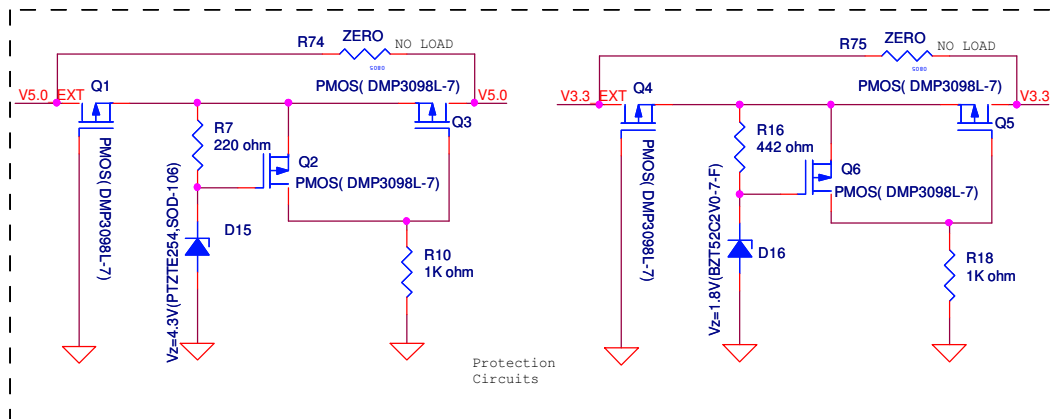 R74
ZERO
NO LOAD
5080
V5.0_EXT
Q1
PMOS( DMP3098L-7)
V5.0
Q3
PMOS( DMP3098L-7)
R7
220 ohm
Q2
PMOS( DMP3098L-7)
Vz=4.3V(PTZTE254,SOD-106)
D15
R10
1K ohm
R75
ZERO
NO LOAD
5080
V3.3_EXT
Q4
PMOS( DMP3098L-7)
V3.3
Q5
PMOS( DMP3098L-7)
R16
442 ohm
Q6
PMOS( DMP3098L-7)
Vz=1.8V(BZT52C2V0-7-F)
D16
R18
1K ohm
Protection
Circuits